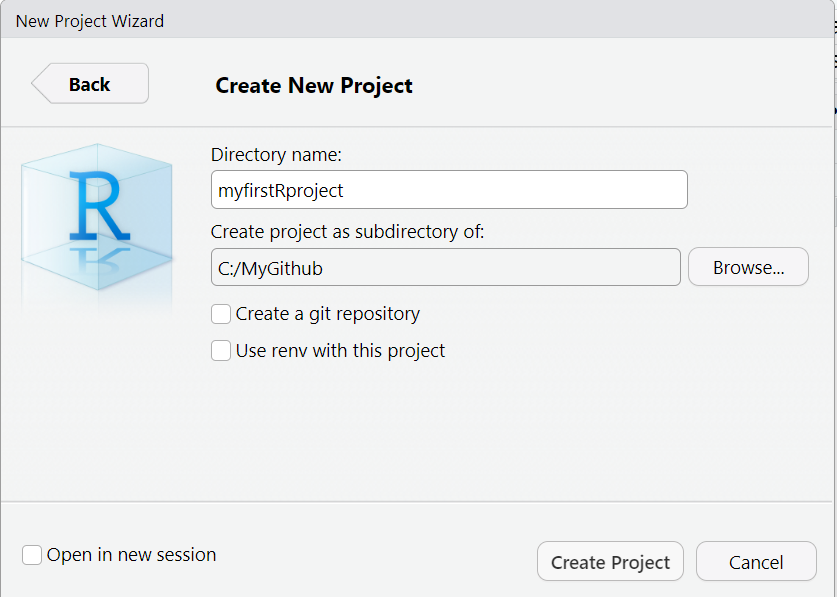 New Project Wizard
Back
Create New Project
R
Directory name:
myfirstRproject
Create project as subdirectory of:
C:/MyGithub
Browse...
Create a git repository
Use renv with this project
Open in new session
Create Project
Cancel